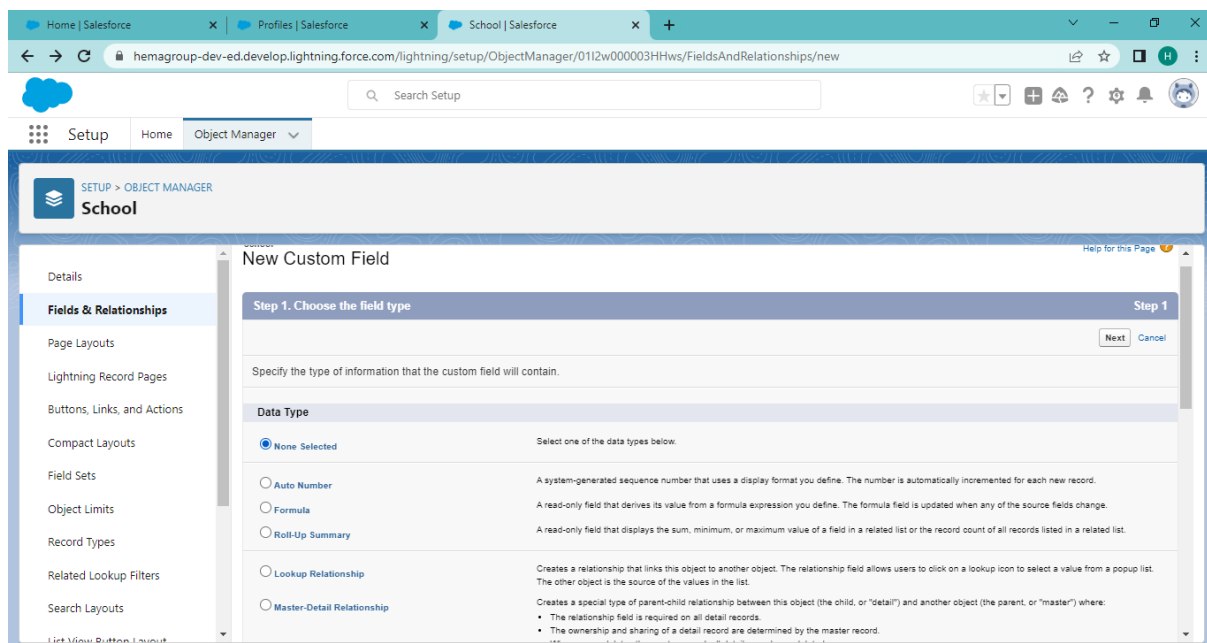 Home | Salesforce
Profiles | Salesforce
School | Salesforce
hemagroup-dev-ed.develop.lightning.force.com/lightning/setup/ObjectManager/01I2w000003HHws/FieldsAndRelationships/new
H
Search Setup
Setup
Home
Object Manager
SETUP > OBJECT MANAGER
School
Details
Fields & Relationships
Page Layouts
Lightning Record Pages
Buttons, Links, and Actions
Compact Layouts
Field Sets
Object Limits
Record Types
Related Lookup Filters
Search Layouts
List View Button Layout
School
New Custom Field
Help for this Page
Step 1. Choose the field type
Step 1
Next Cancel
Specify the type of information that the custom field will contain.
Data Type
None Selected
Select one of the data types below.
Auto Number
A system-generated sequence number that uses a display format you define. The number is automatically incremented for each new record.
Formula
A read-only field that derives its value from a formula expression you define. The formula field is updated when any of the source fields change.
Roll-Up Summary
A read-only field that displays the sum, minimum, or maximum value of a field in a related list or the record count of all records listed in a related list.
Lookup Relationship
Creates a relationship that links this object to another object. The relationship field allows users to click on a lookup icon to select a value from a popup list.
The other object is the source of the values in the list.
Master-Detail Relationship
Creates a special type of parent-child relationship between this object (the child, or "detail") and another object (the parent, or "master") where:
• The relationship field is required on all detail records.
• The ownership and sharing of a detail record are determined by the master record.